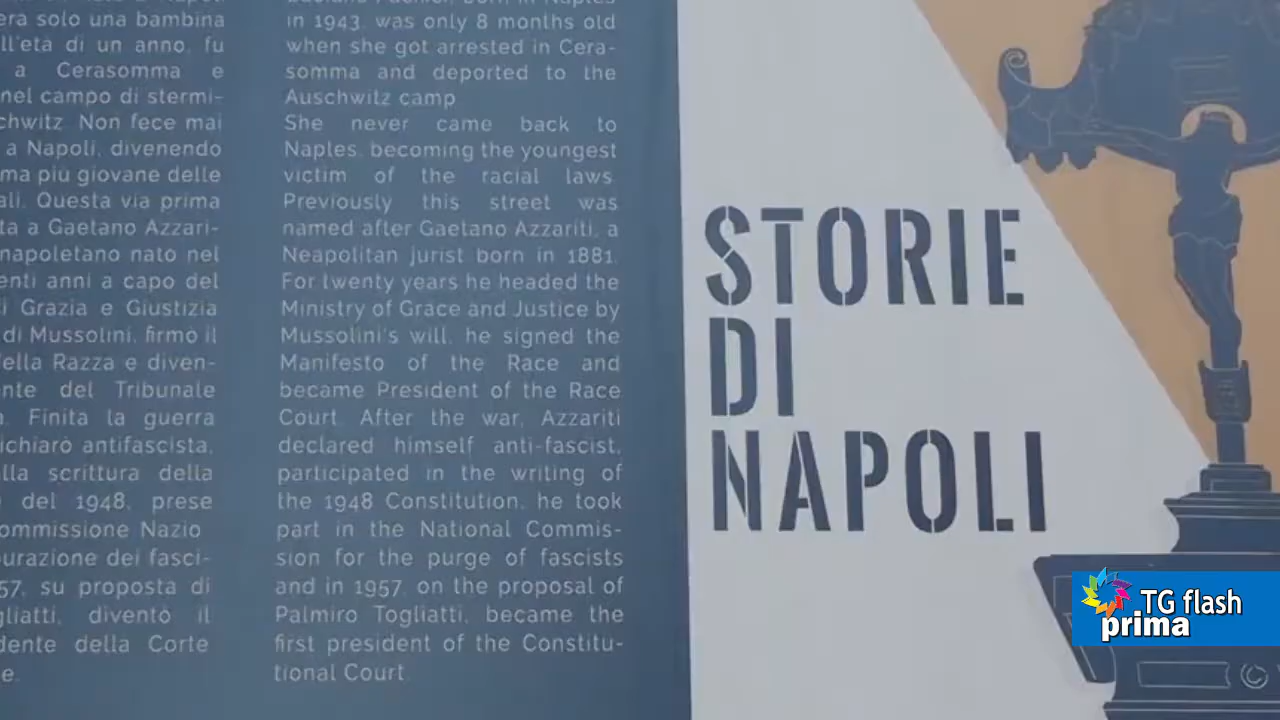 era solo una bambina
ll'età di un anno, fu
a Cerasomma e
nel campo di stermi-
chwitz. Non fece mai
a Napoli, divenendo
ma più giovane delle
ali. Questa via prima
ta a Gaetano Azzari-
napoletano nato nel
enti anni a capo del
i Grazia e Giustizia
di Mussolini, firmò il
ella Razza e diven-
nte del Tribunale
a. Finita la guerra
ichiarò antifascista,
lla scrittura della
del 1948, prese
ommissione Nazio
purazione dei fasci-
57, su proposta di
gliatti, diventò il
dente della Corte
e.
in 1943, was only 8 months old
when she got arrested in Cera-
somma and deported to the
Auschwitz camp
She never came back to
Naples, becoming the youngest
victim of the racial laws.
Previously this street was
named after Gaetano Azzariti, a
Neapolitan jurist born in 1881.
For twenty years he headed the
Ministry of Grace and Justice by
Mussolini's will, he signed the
Manifesto of the Race and
became President of the Race
Court. After the war, Azzariti
declared himself anti-fascist,
participated in the writing of
the 1948 Constitution, he took
part in the National Commis-
sion for the purge of fascists
and in 1957, on the proposal of
Palmiro Togliatti, became the
first president of the Constitu-
tional Court.
STORIE
DI
NAPOLI
TG flash
prima
©